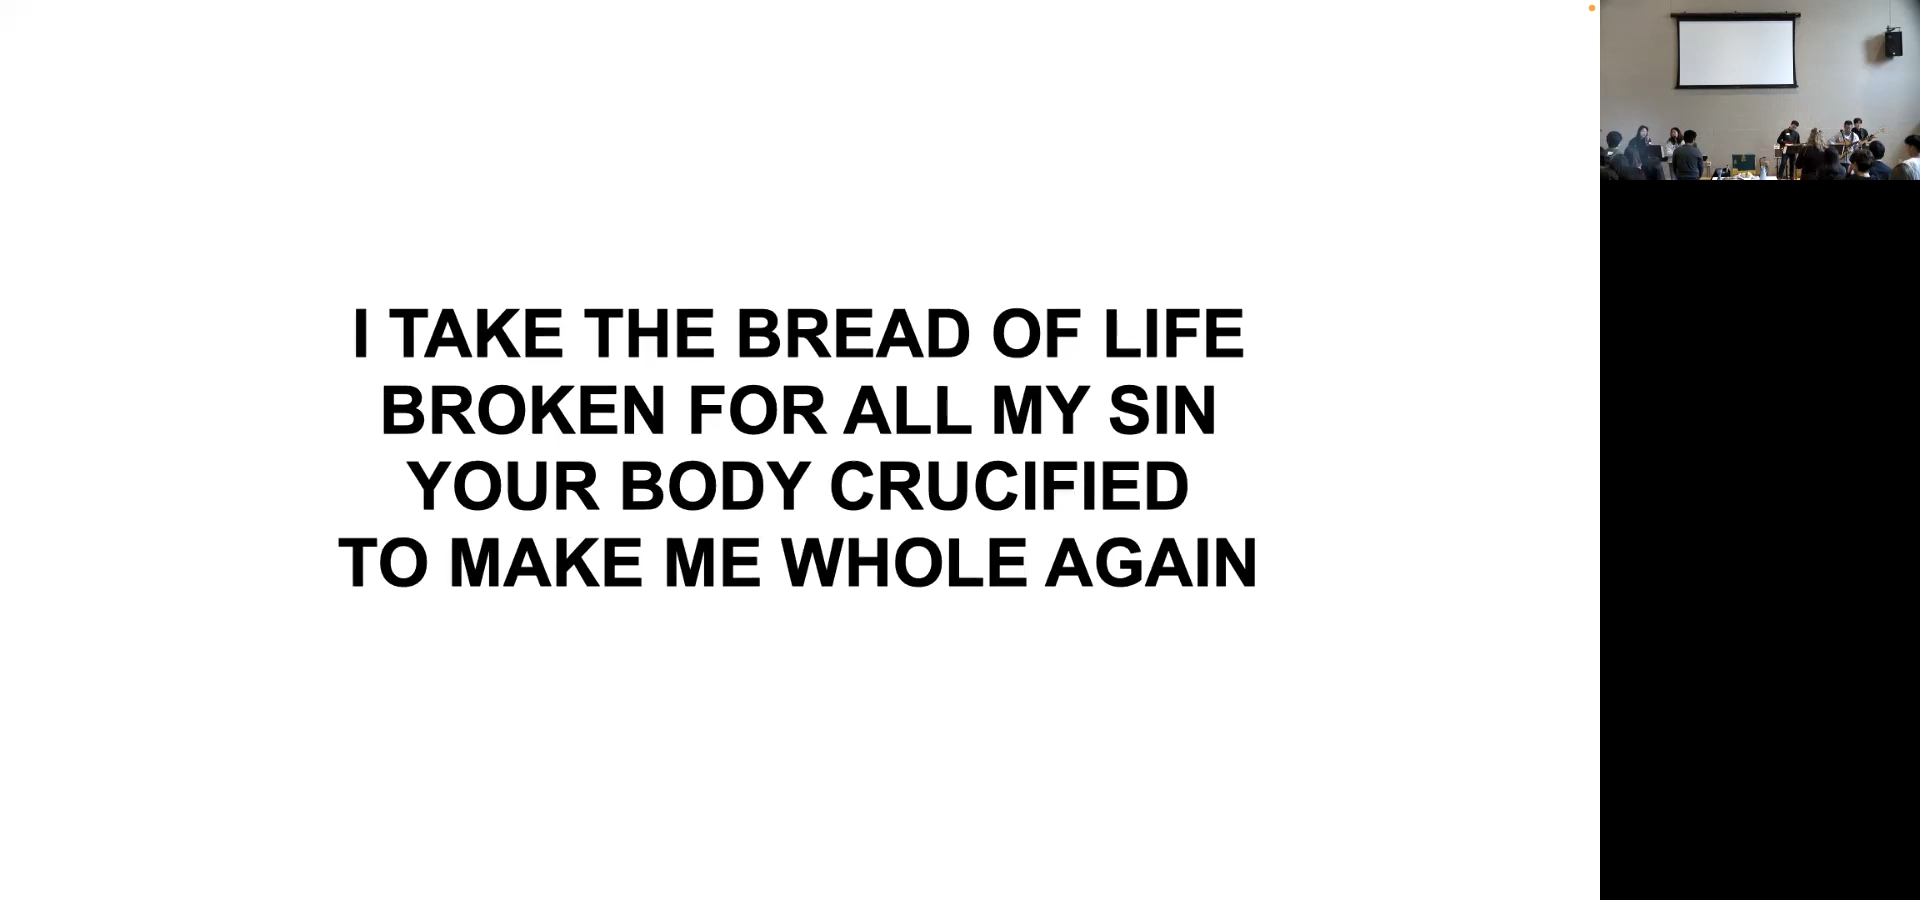 I TAKE THE BREAD OF LIFE
BROKEN FOR ALL MY SIN
YOUR BODY CRUCIFIED
TO MAKE ME WHOLE AGAIN